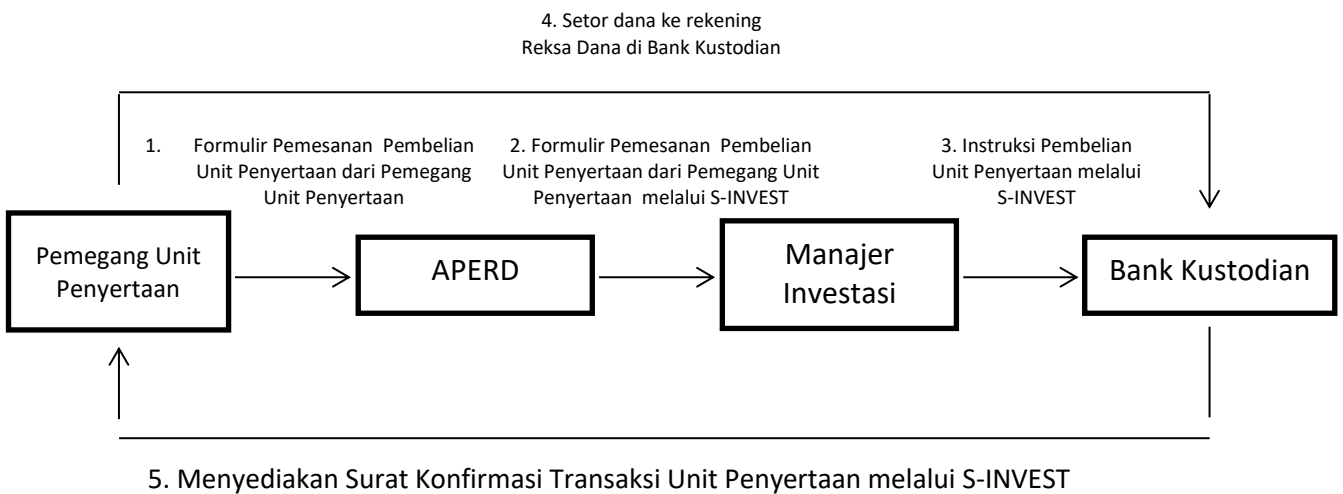 4. Setor dana ke rekening
Reksa Dana di Bank Kustodian
1. Formulir Pemesanan Pembelian
Unit Penyertaan dari Pemegang
Unit Penyertaan
2. Formulir Pemesanan Pembelian
Unit Penyertaan dari Pemegang Unit
Penyertaan melalui S-INVEST
3. Instruksi Pembelian
Unit Penyertaan melalui
S-INVEST
Pemegang Unit
Penyertaan
APERD
Manajer
Investasi
Bank Kustodian
5. Menyediakan Surat Konfirmasi Transaksi Unit Penyertaan melalui S-INVEST